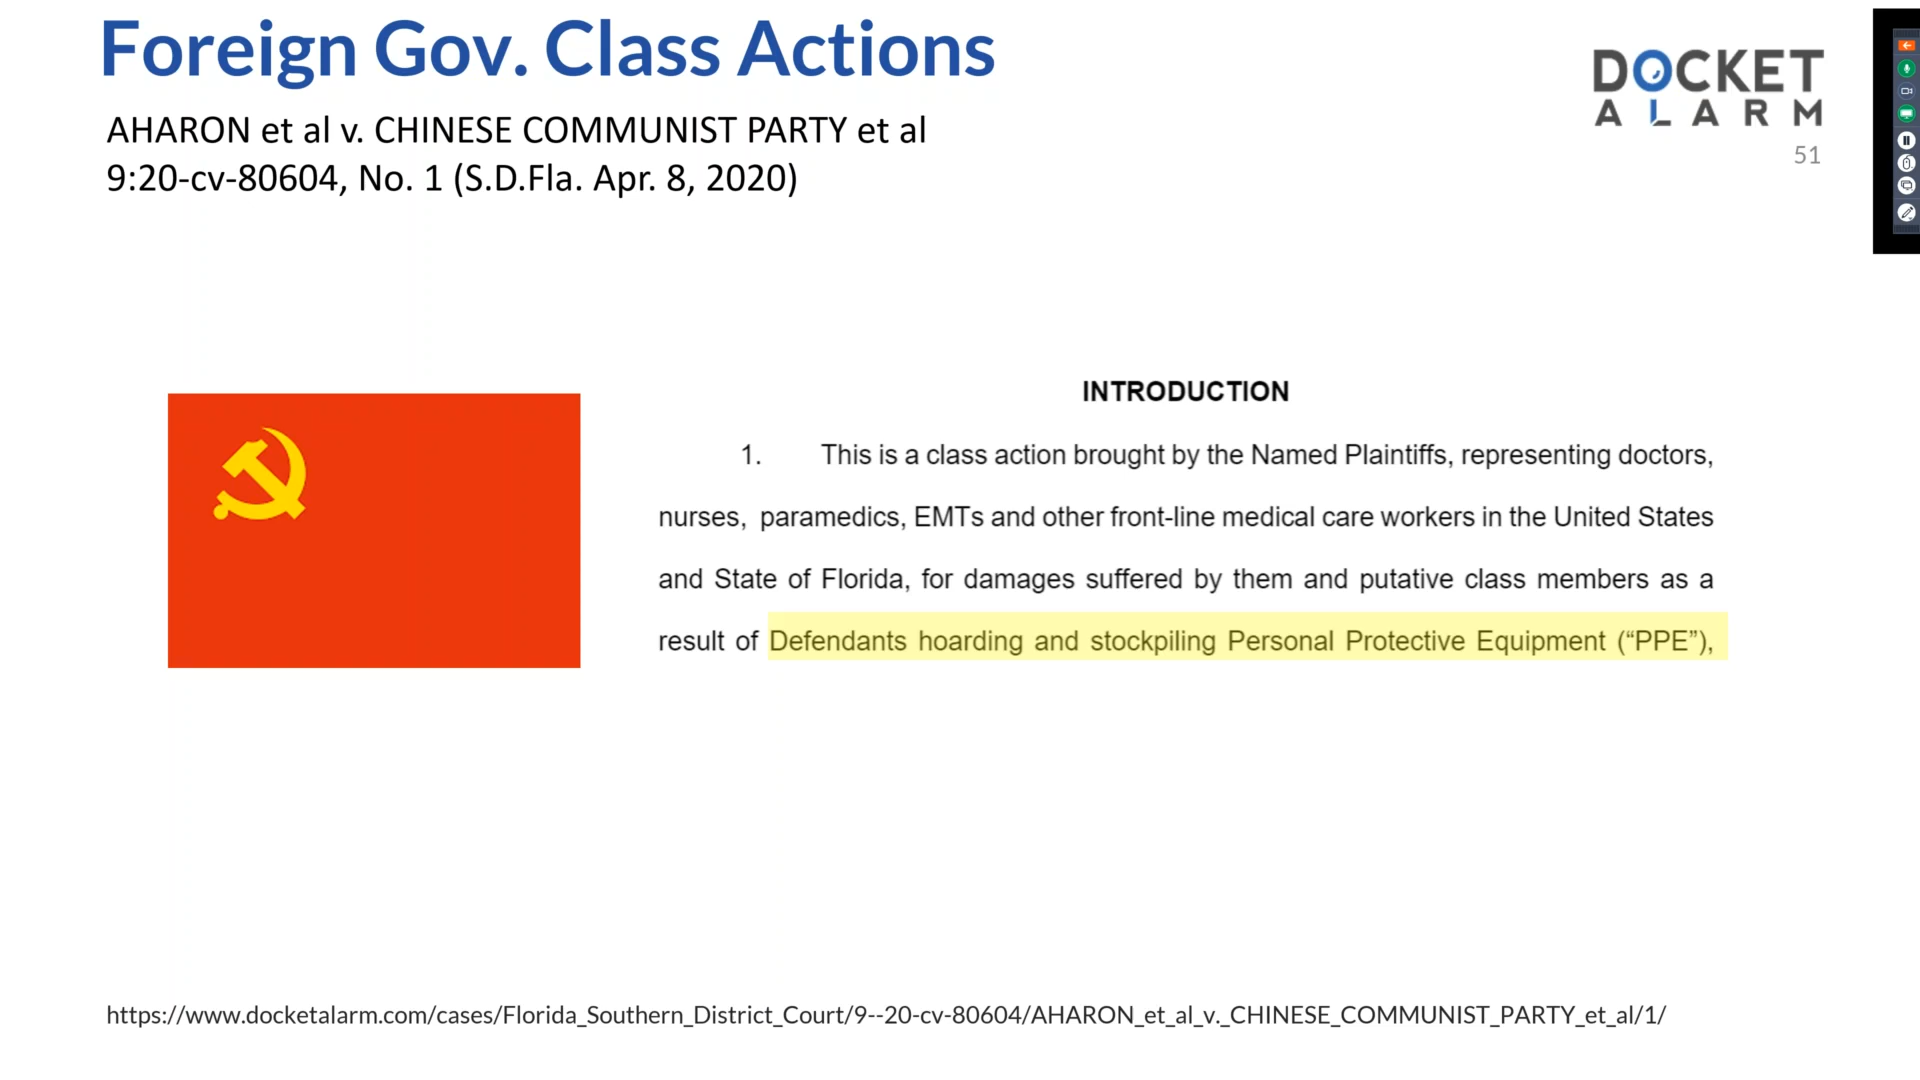 Foreign Gov. Class Actions
DOCKET
ALARM
51
AHARON et al v. CHINESE COMMUNIST PARTY et al
9:20-cv-80604, No. 1 (S.D.Fla. Apr. 8, 2020)
INTRODUCTION
1. This is a class action brought by the Named Plaintiffs, representing doctors,
nurses, paramedics, EMTs and other front-line medical care workers in the United States
and State of Florida, for damages suffered by them and putative class members as a
result of Defendants hoarding and stockpiling Personal Protective Equipment (“PPE”),
https://www.docketalarm.com/cases/Florida_Southern_District_Court/9--20-cv-80604/AHARON_et_al_v._CHINESE_COMMUNIST_PARTY_et_al/1/